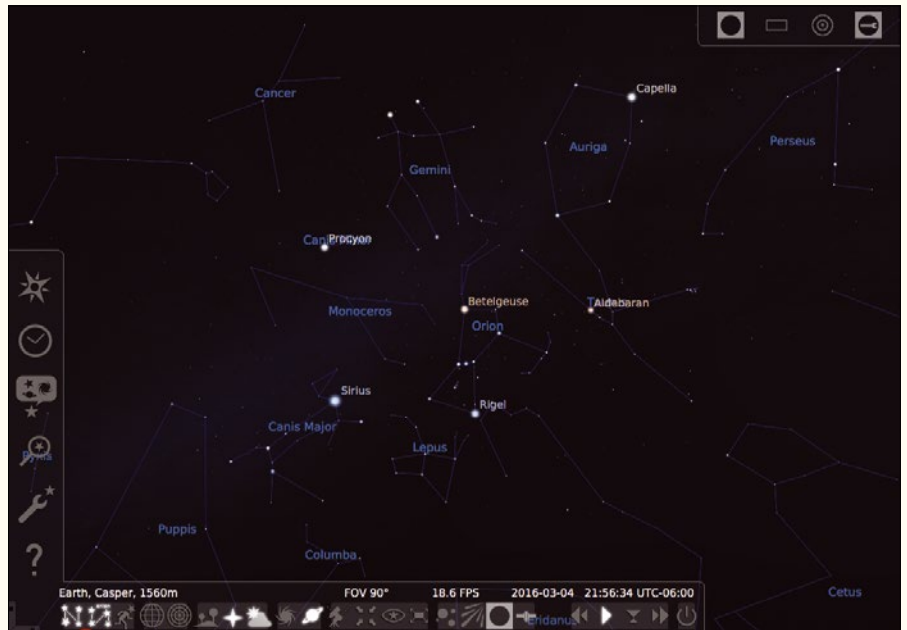 Capella
Cancer
Perseus
Auriga
Gemini
Procyon
Betelgeuse
Aldebaran
Monoceros
Orion
Sirius
Rigel
Canis Major
Lepus
Puppis
Columba
Cetus
Earth, Casper, 1560m FOV 90° 18.6 FPS 2016-03-04 21:56:34 UTC-06:00
Eridanus